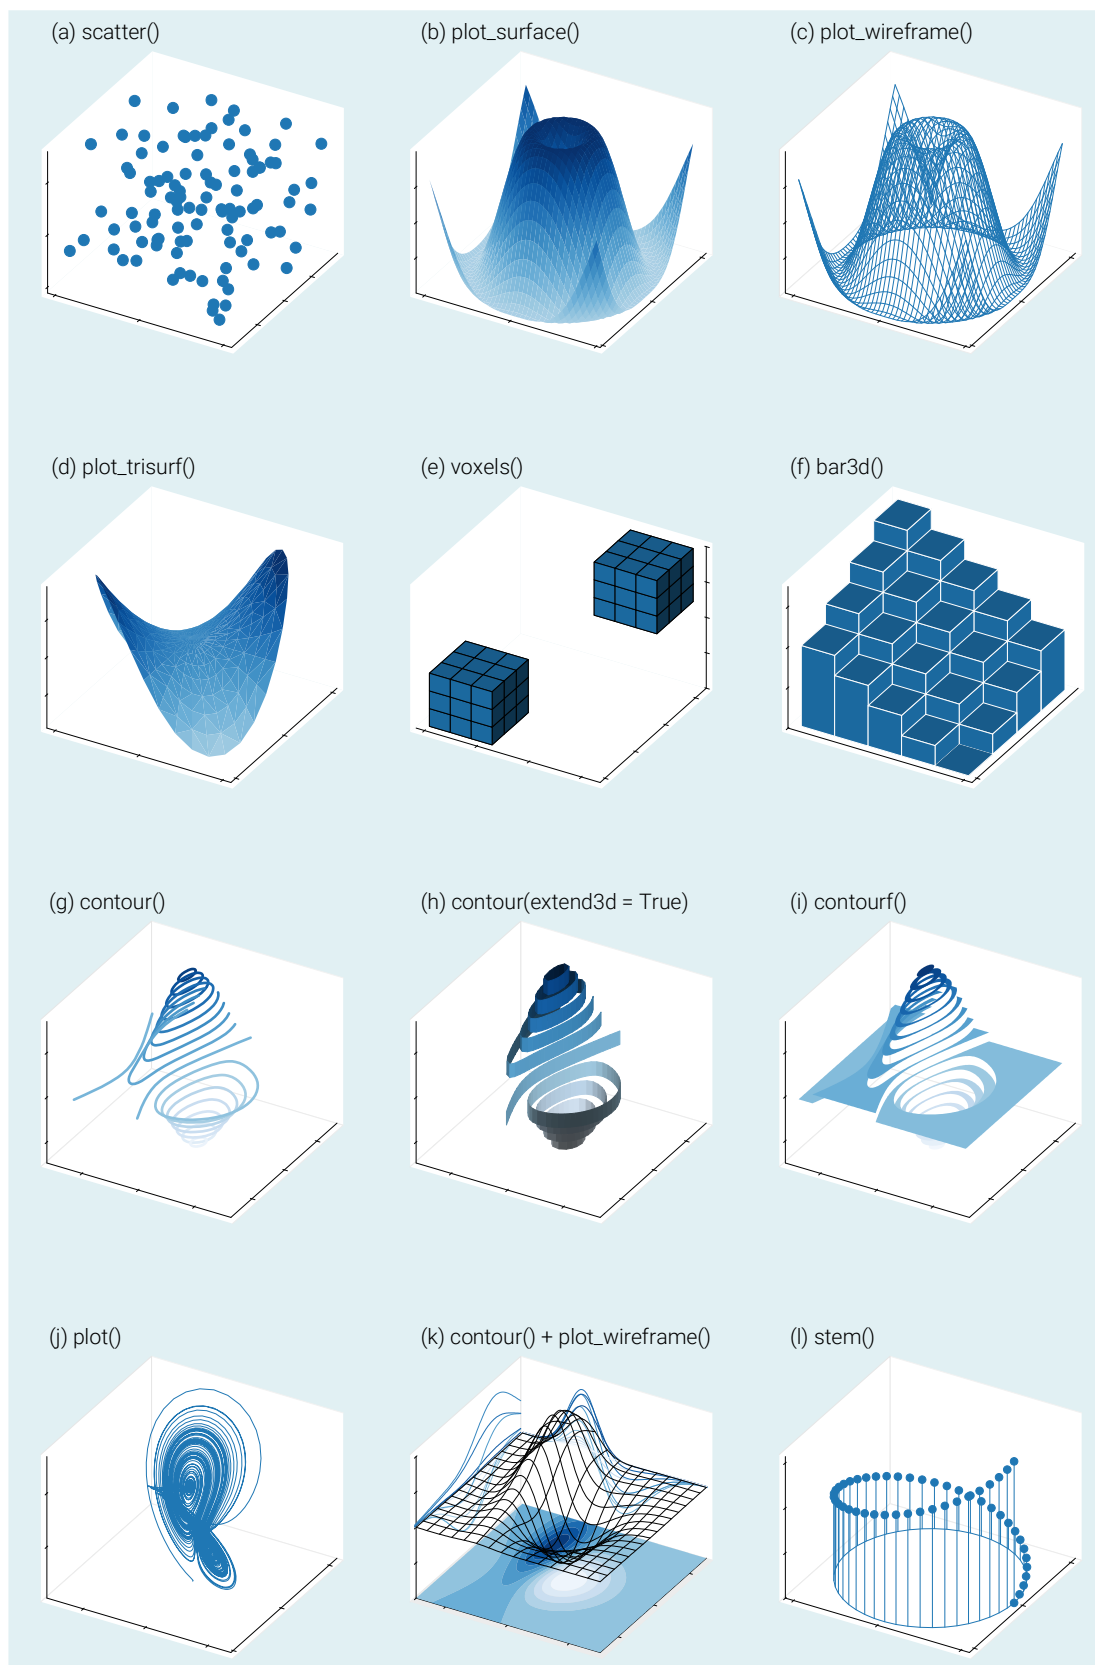 (a) scatter()
(b) plot_surface()
(c) plot_wireframe()
(d) plot_trisurf()
(e) voxels()
(f) bar3d()
(g) contour()
(h) contour(extend3d = True)
(i) contourf()
(j) plot()
(k) contour() + plot_wireframe()
(l) stem()